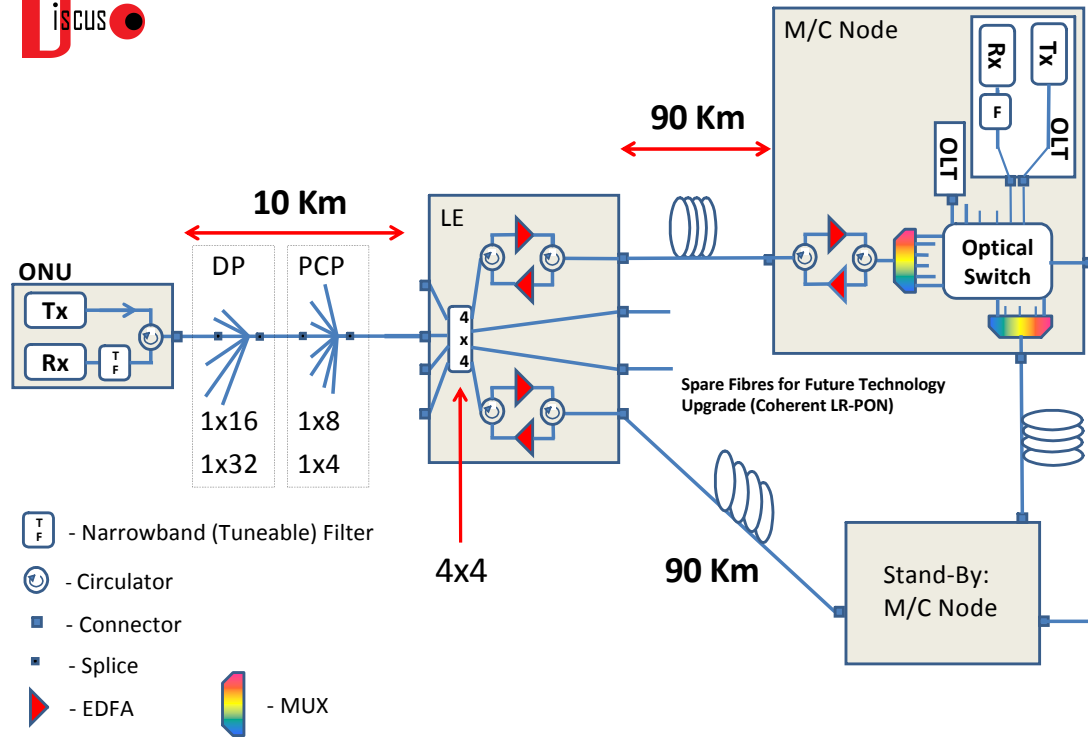 Discus
M/C Node
Rx
Tx
F
OLT
OLT
90 Km
10 Km
LE
DP
PCP
ONU
Tx
Rx
T
F
4
x
4
Optical
Switch
1x16
1x8
1x32
1x4
Spare Fibres for Future Technology
Upgrade (Coherent LR-PON)
T
F
- Narrowband (Tuneable) Filter
- Circulator
- Connector
- Splice
- EDFA
- MUX
4x4
90 Km
Stand-By:
M/C Node